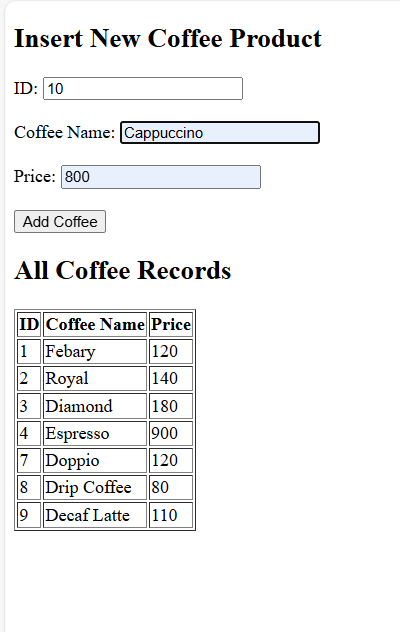 Insert New Coffee Product
ID: 10
Coffee Name: Cappuccino
Price: 800
Add Coffee
All Coffee Records
ID Coffee Name Price
1 Febary 120
2 Royal 140
3 Diamond 180
4 Espresso 900
7 Doppio 120
8 Drip Coffee 80
9 Decaf Latte 110